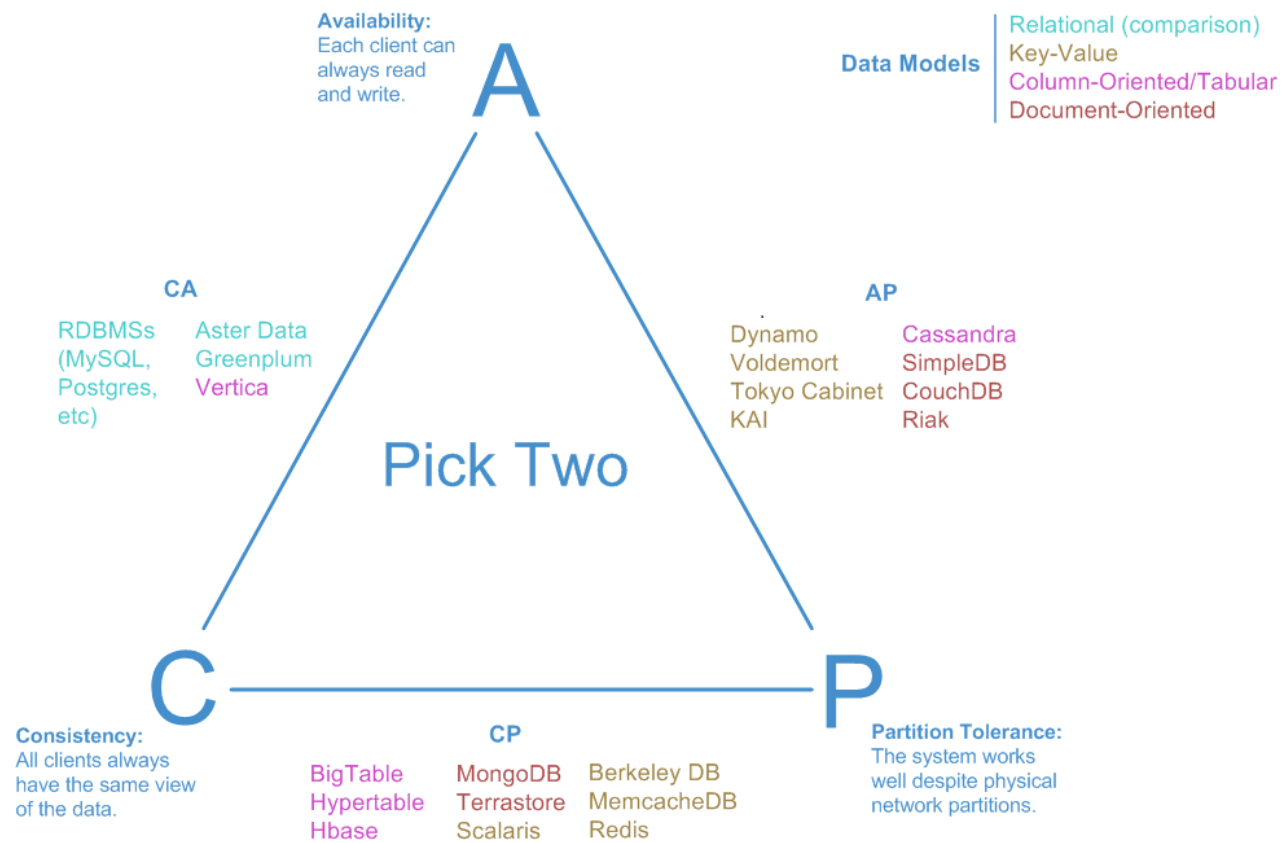 Availability:
Each client can
always read
and write.
A
Data Models
Relational (comparison)
Key-Value
Column-Oriented/Tabular
Document-Oriented
CA
RDBMSs
(MySQL,
Postgres,
etc)
Aster Data
Greenplum
Vertica
AP
Dynamo
Voldemort
Tokyo Cabinet
KAI
Cassandra
SimpleDB
CouchDB
Riak
Pick Two
C
Consistency:
All clients always
have the same view
of the data.
CP
BigTable
Hypertable
Hbase
MongoDB
Terrastore
Scalaris
Berkeley DB
MemcacheDB
Redis
P
Partition Tolerance:
The system works
well despite physical
network partitions.